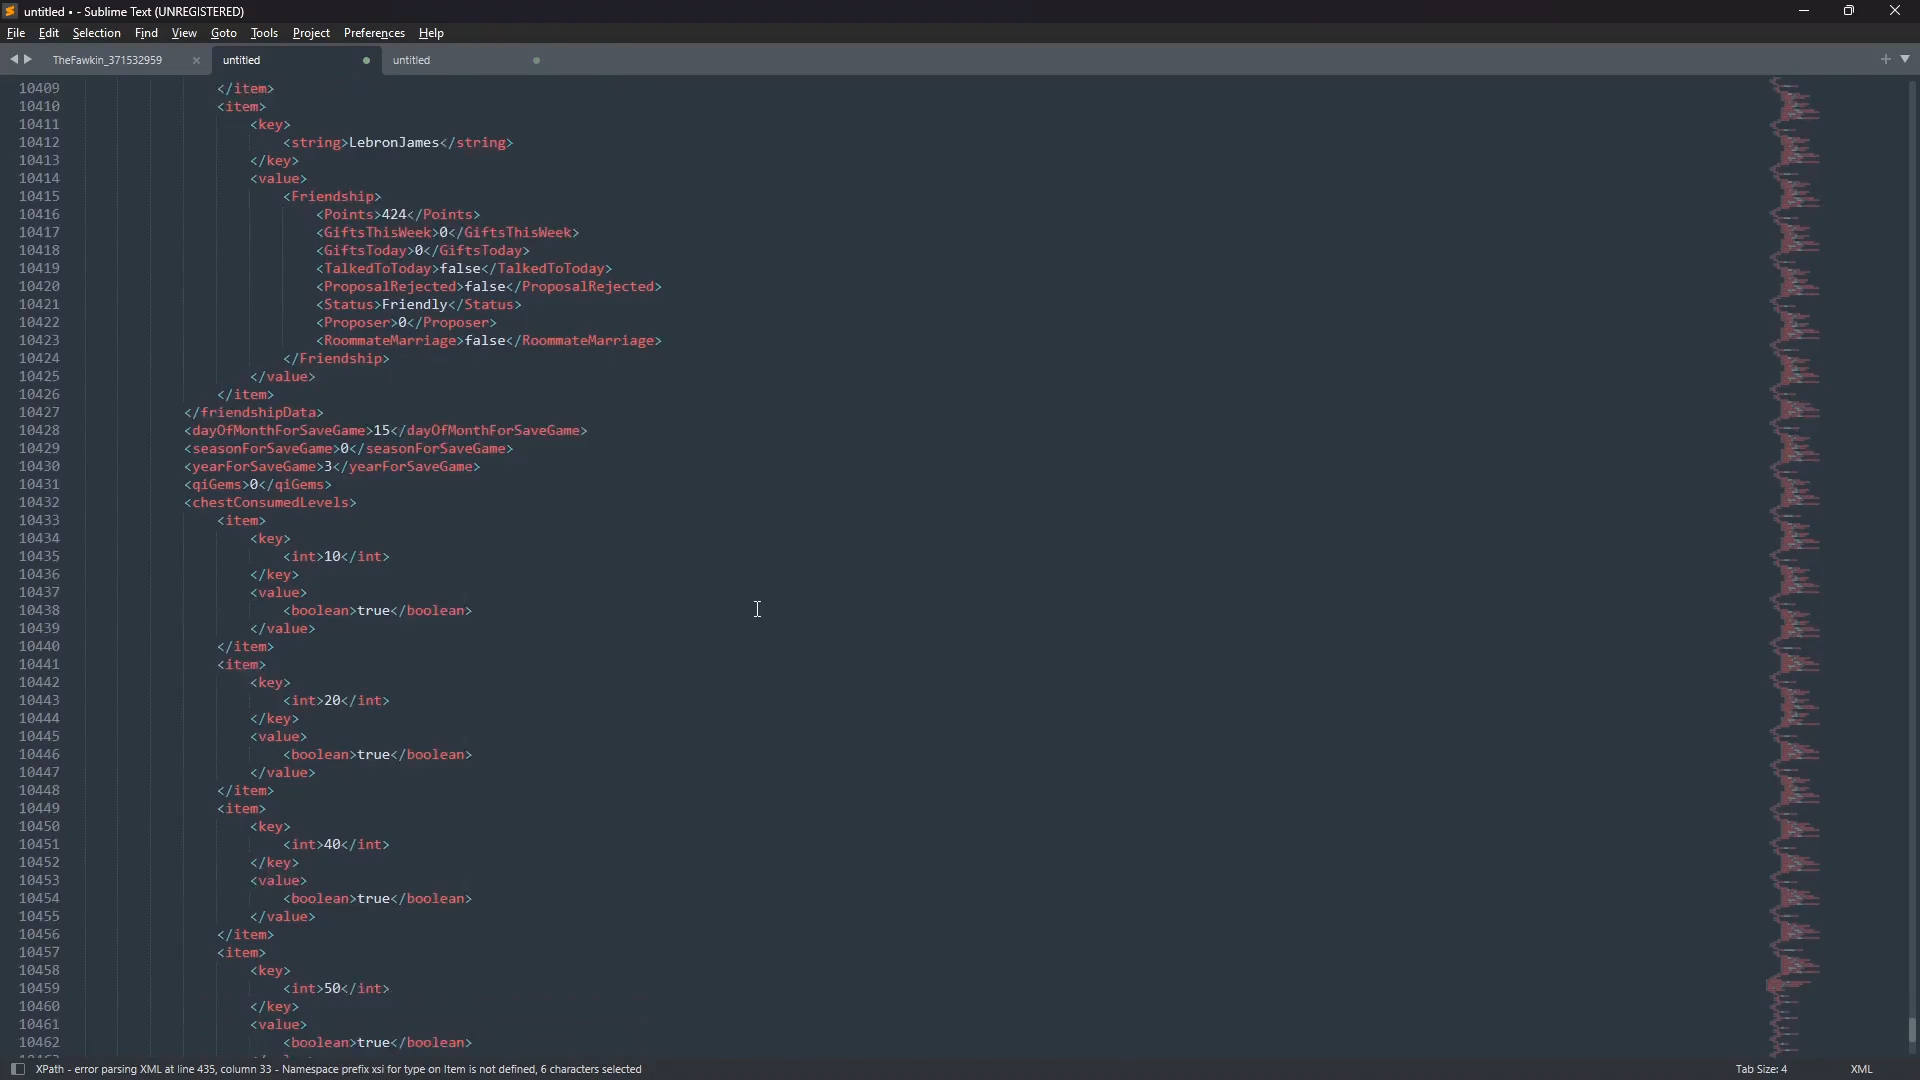 untitled • - Sublime Text (UNREGISTERED)
File Edit Selection Find View Goto Tools Project Preferences Help
TheFawkin_371532959 untitled untitled
10409 </item>
10410 <item>
10411 <key>
10412 <string>LebronJames</string>
10413 </key>
10414 <value>
10415 <Friendship>
10416 <Points>424</Points>
10417 <GiftsThisWeek>0</GiftsThisWeek>
10418 <GiftsToday>0</GiftsToday>
10419 <TalkedToToday>false</TalkedToToday>
10420 <ProposalRejected>false</ProposalRejected>
10421 <Status>Friendly</Status>
10422 <Proposer>0</Proposer>
10423 <RoommateMarriage>false</RoommateMarriage>
10424 </Friendship>
10425 </value>
10426 </item>
10427 </friendshipData>
10428 <dayOfMonthForSaveGame>15</dayOfMonthForSaveGame>
10429 <seasonForSaveGame>0</seasonForSaveGame>
10430 <yearForSaveGame>3</yearForSaveGame>
10431 <qiGems>0</qiGems>
10432 <chestConsumedLevels>
10433 <item>
10434 <key>
10435 <int>10</int>
10436 </key>
10437 <value>
10438 <boolean>true</boolean>
10439 </value>
10440 </item>
10441 <item>
10442 <key>
10443 <int>20</int>
10444 </key>
10445 <value>
10446 <boolean>true</boolean>
10447 </value>
10448 </item>
10449 <item>
10450 <key>
10451 <int>40</int>
10452 </key>
10453 <value>
10454 <boolean>true</boolean>
10455 </value>
10456 </item>
10457 <item>
10458 <key>
10459 <int>50</int>
10460 </key>
10461 <value>
10462 <boolean>true</boolean>
XPath - error parsing XML at line 435, column 33 - Namespace prefix xsi for type on Item is not defined, 6 characters selected Tab Size: 4 XML